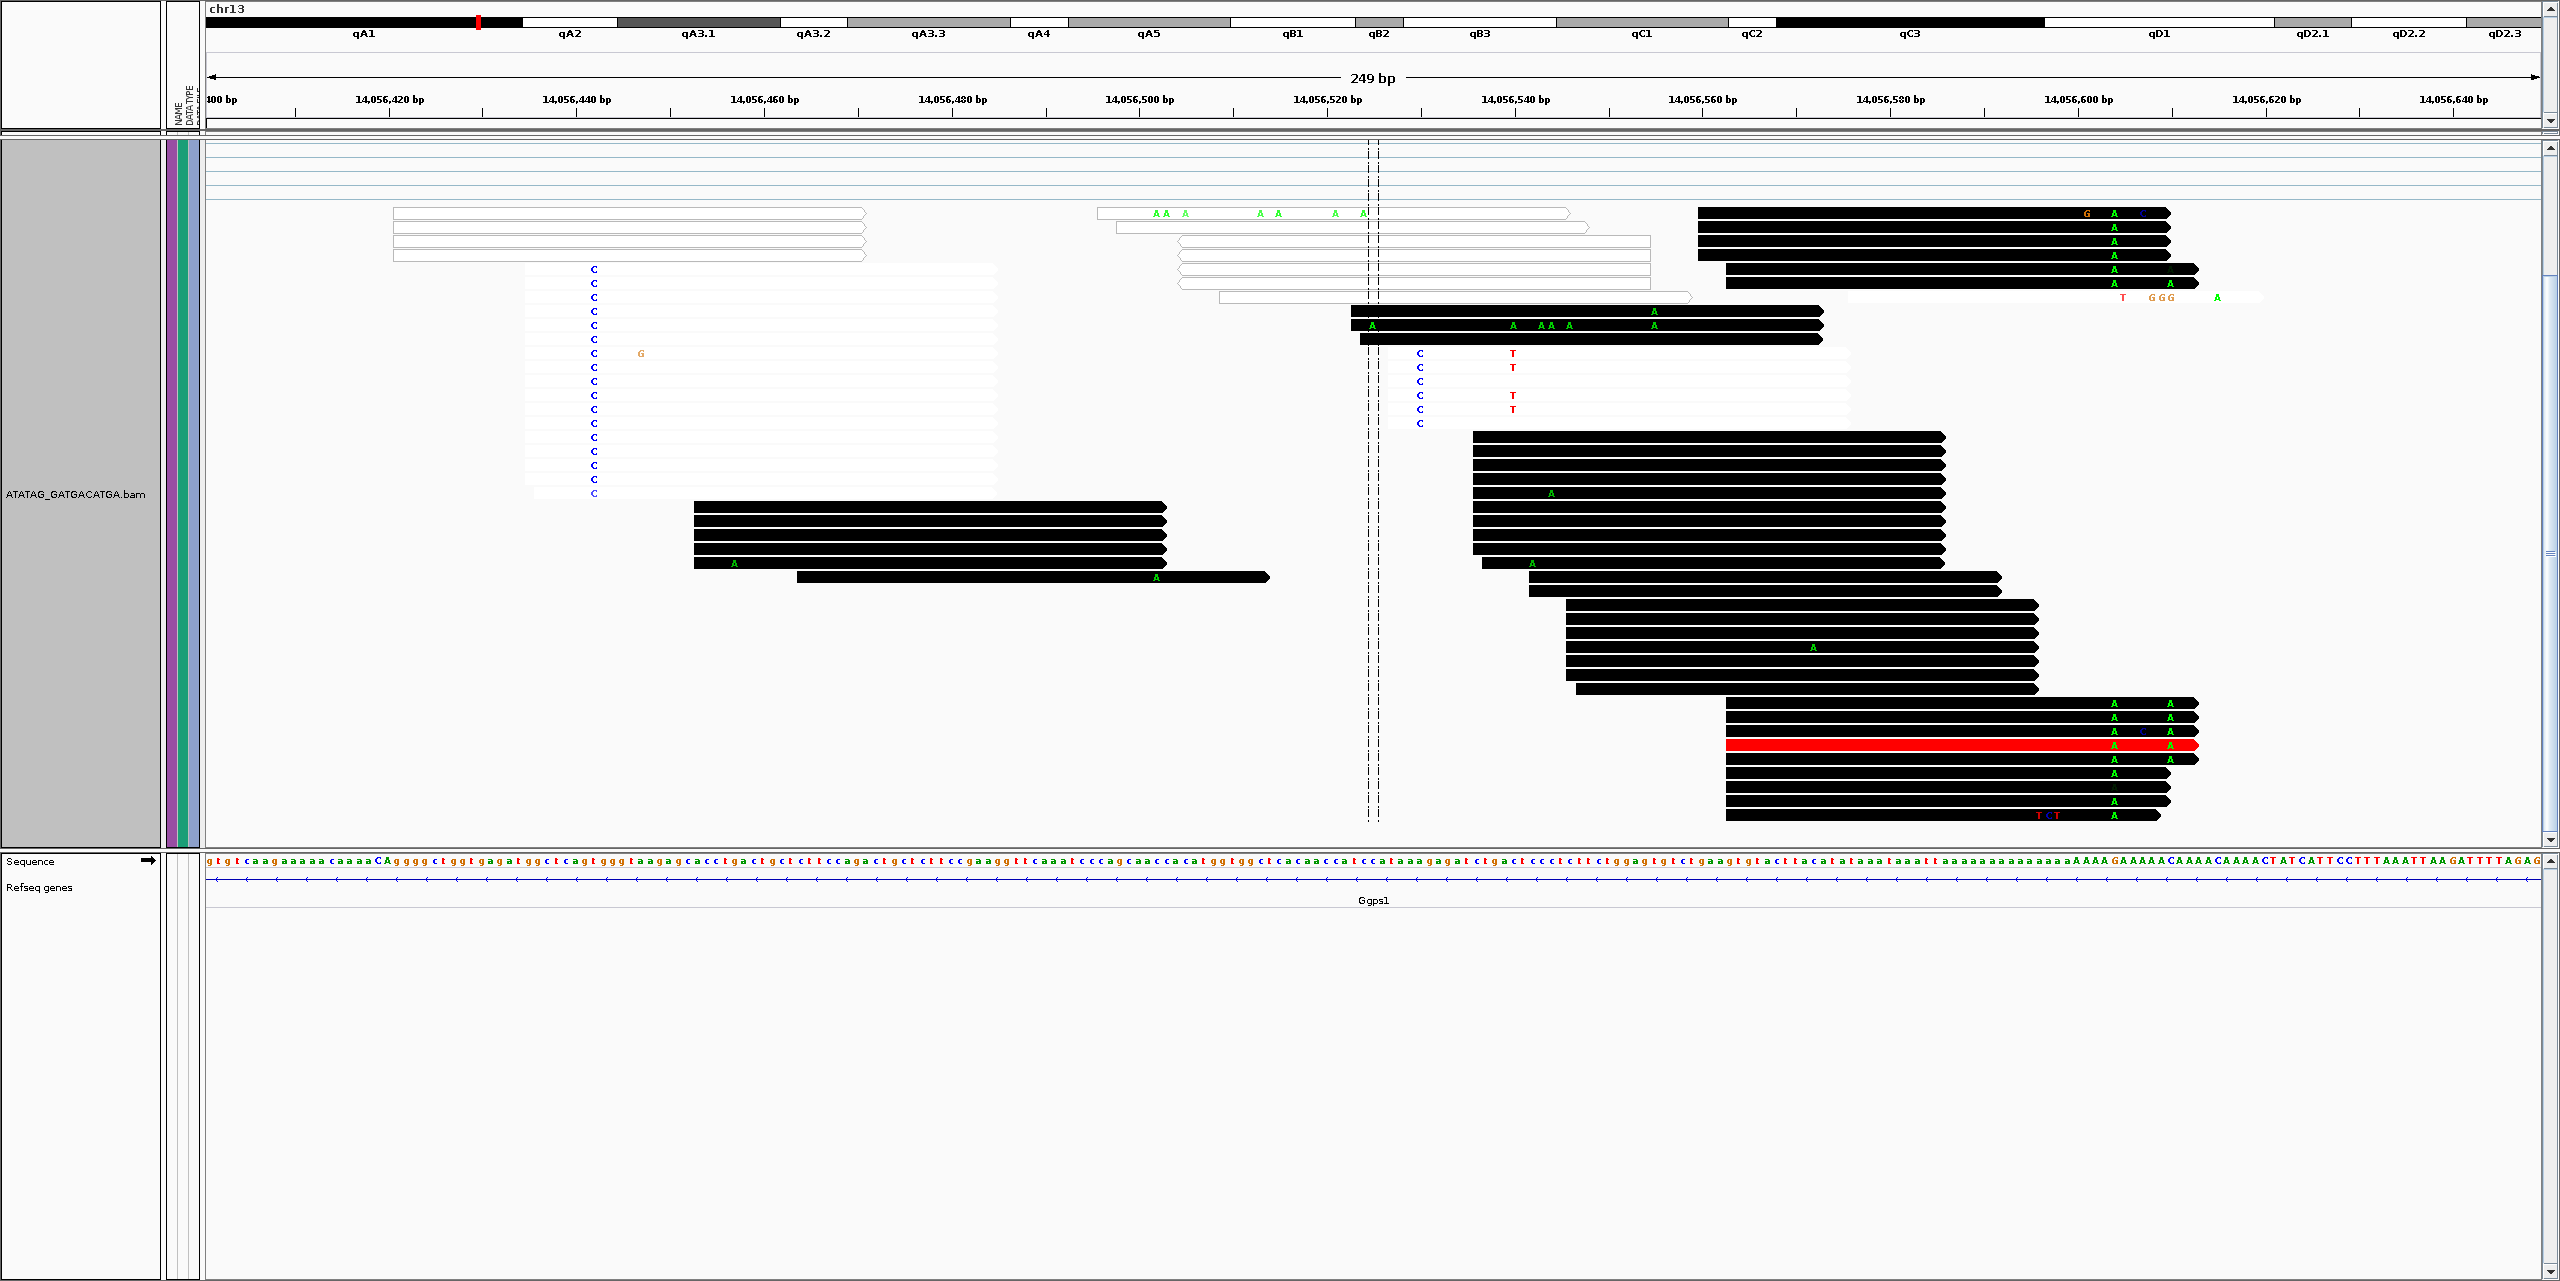 chr13
qA1 qA2 qA3.1 qA3.2 qA3.3 qA4 qA5 qB1 qB2 qB3 qC1 qC2 qC3 qD1 qD2.1 qD2.2 qD2.3
249 bp
NAME
DATA TYPE
400 bp 14,056,420 bp 14,056,440 bp 14,056,460 bp 14,056,480 bp 14,056,500 bp 14,056,520 bp 14,056,540 bp 14,056,560 bp 14,056,580 bp 14,056,600 bp 14,056,620 bp 14,056,640 bp
A A A A A A A G A C
A
A
A
C A
C A A
C T G G G A
C A
C A A A A A A
C
C G C T
C C T
C C
C C T
C C T
C C
C
C
C
C
ATATAG_GATGACATGA.bam
C A
A A
A
A
A A
A A
A C A
A A
A A
A
A
T C T A
Sequence gtgtcaagaaaaacaaaaCAggggctggtgagatggctcagtgggtaagagcacctgactgctcttccagactgctcttccgaaggttcaaatcccagcaaccacatggtggctcacaaccatccataaagagatctgactccctcttctggagtgtctgaagtgtacttacatataaataaattaaaaaaaaaaaaaaAAAAGAAAAACAAAACAAAACTATCATTCCTTTAAATTAAGATTTTAGAG
Refseq genes
Ggps1